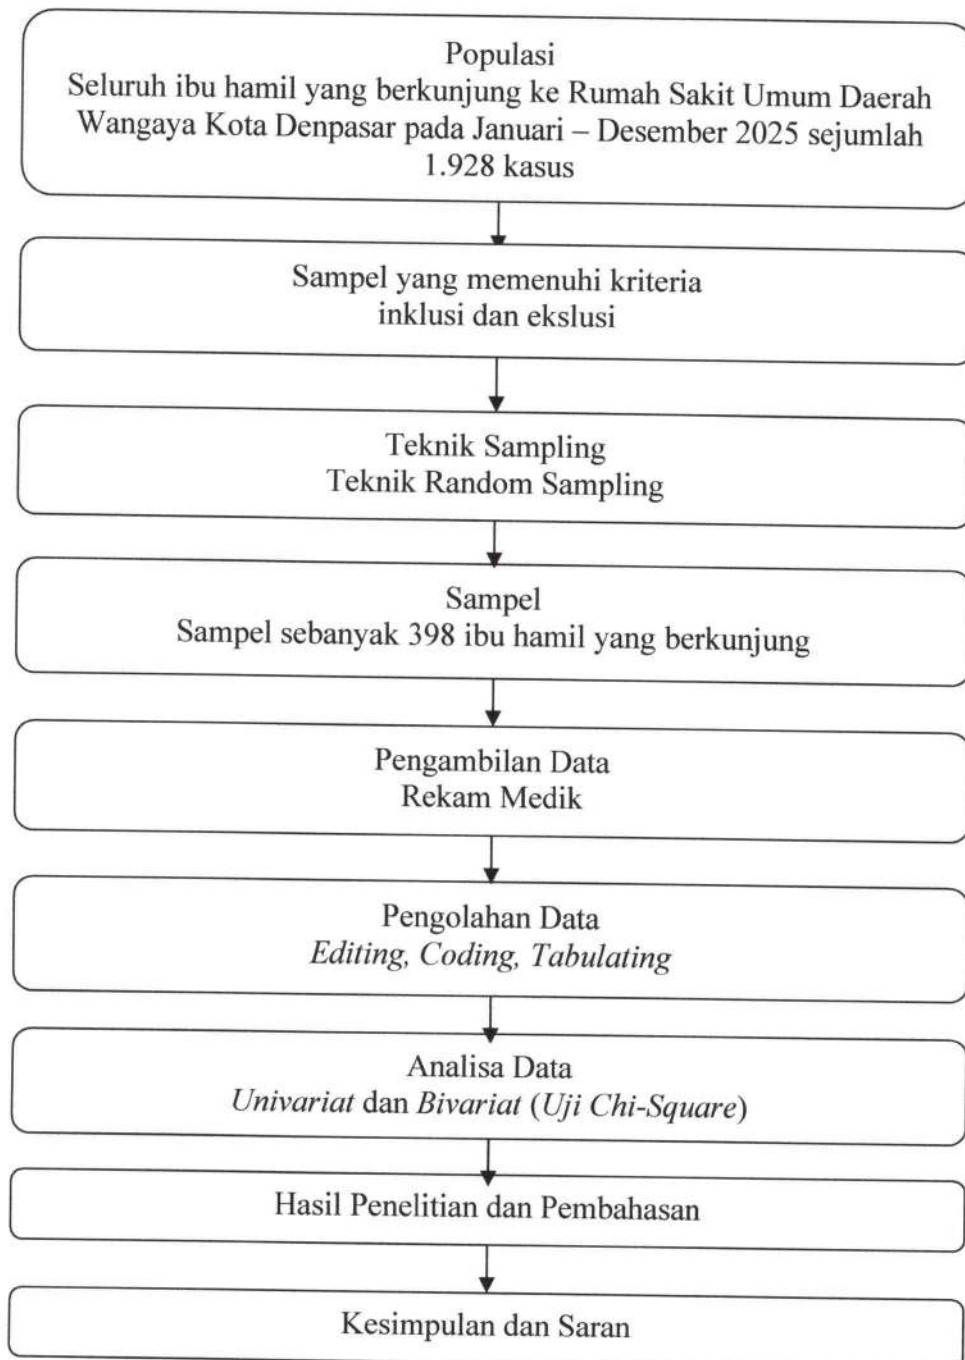 Populasi
Seluruh ibu hamil yang berkunjung ke Rumah Sakit Umum Daerah
Wangaya Kota Denpasar pada Januari – Desember 2025 sejumlah
1.928 kasus
Sampel yang memenuhi kriteria
inklusi dan ekslusi
Teknik Sampling
Teknik Random Sampling
Sampel
Sampel sebanyak 398 ibu hamil yang berkunjung
Pengambilan Data
Rekam Medik
Pengolahan Data
Editing, Coding, Tabulating
Analisa Data
Univariat dan Bivariat (Uji Chi-Square)
Hasil Penelitian dan Pembahasan
Kesimpulan dan Saran